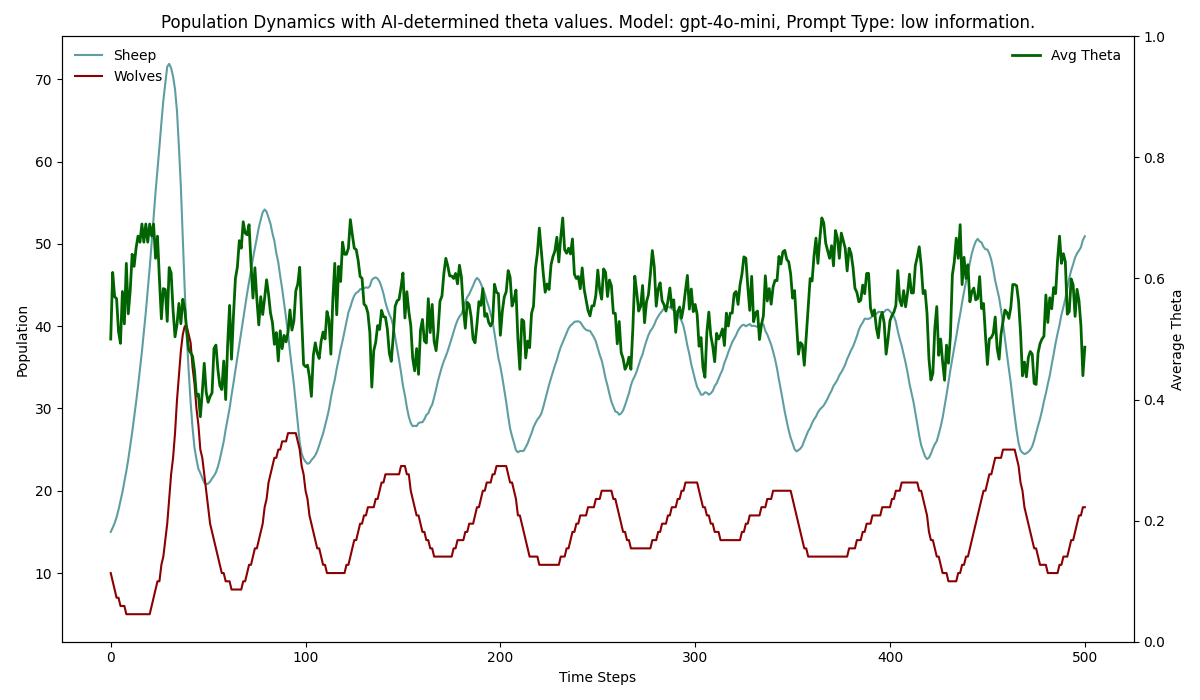 Population Dynamics with AI-determined theta values. Model: gpt-4o-mini, Prompt Type: low information.
Sheep
Wolves
Avg Theta
Population
70
60
50
40
30
20
10
1.0
0.8
0.6
0.4
0.2
0.0
Average Theta
0 100 200 300 400 500
Time Steps